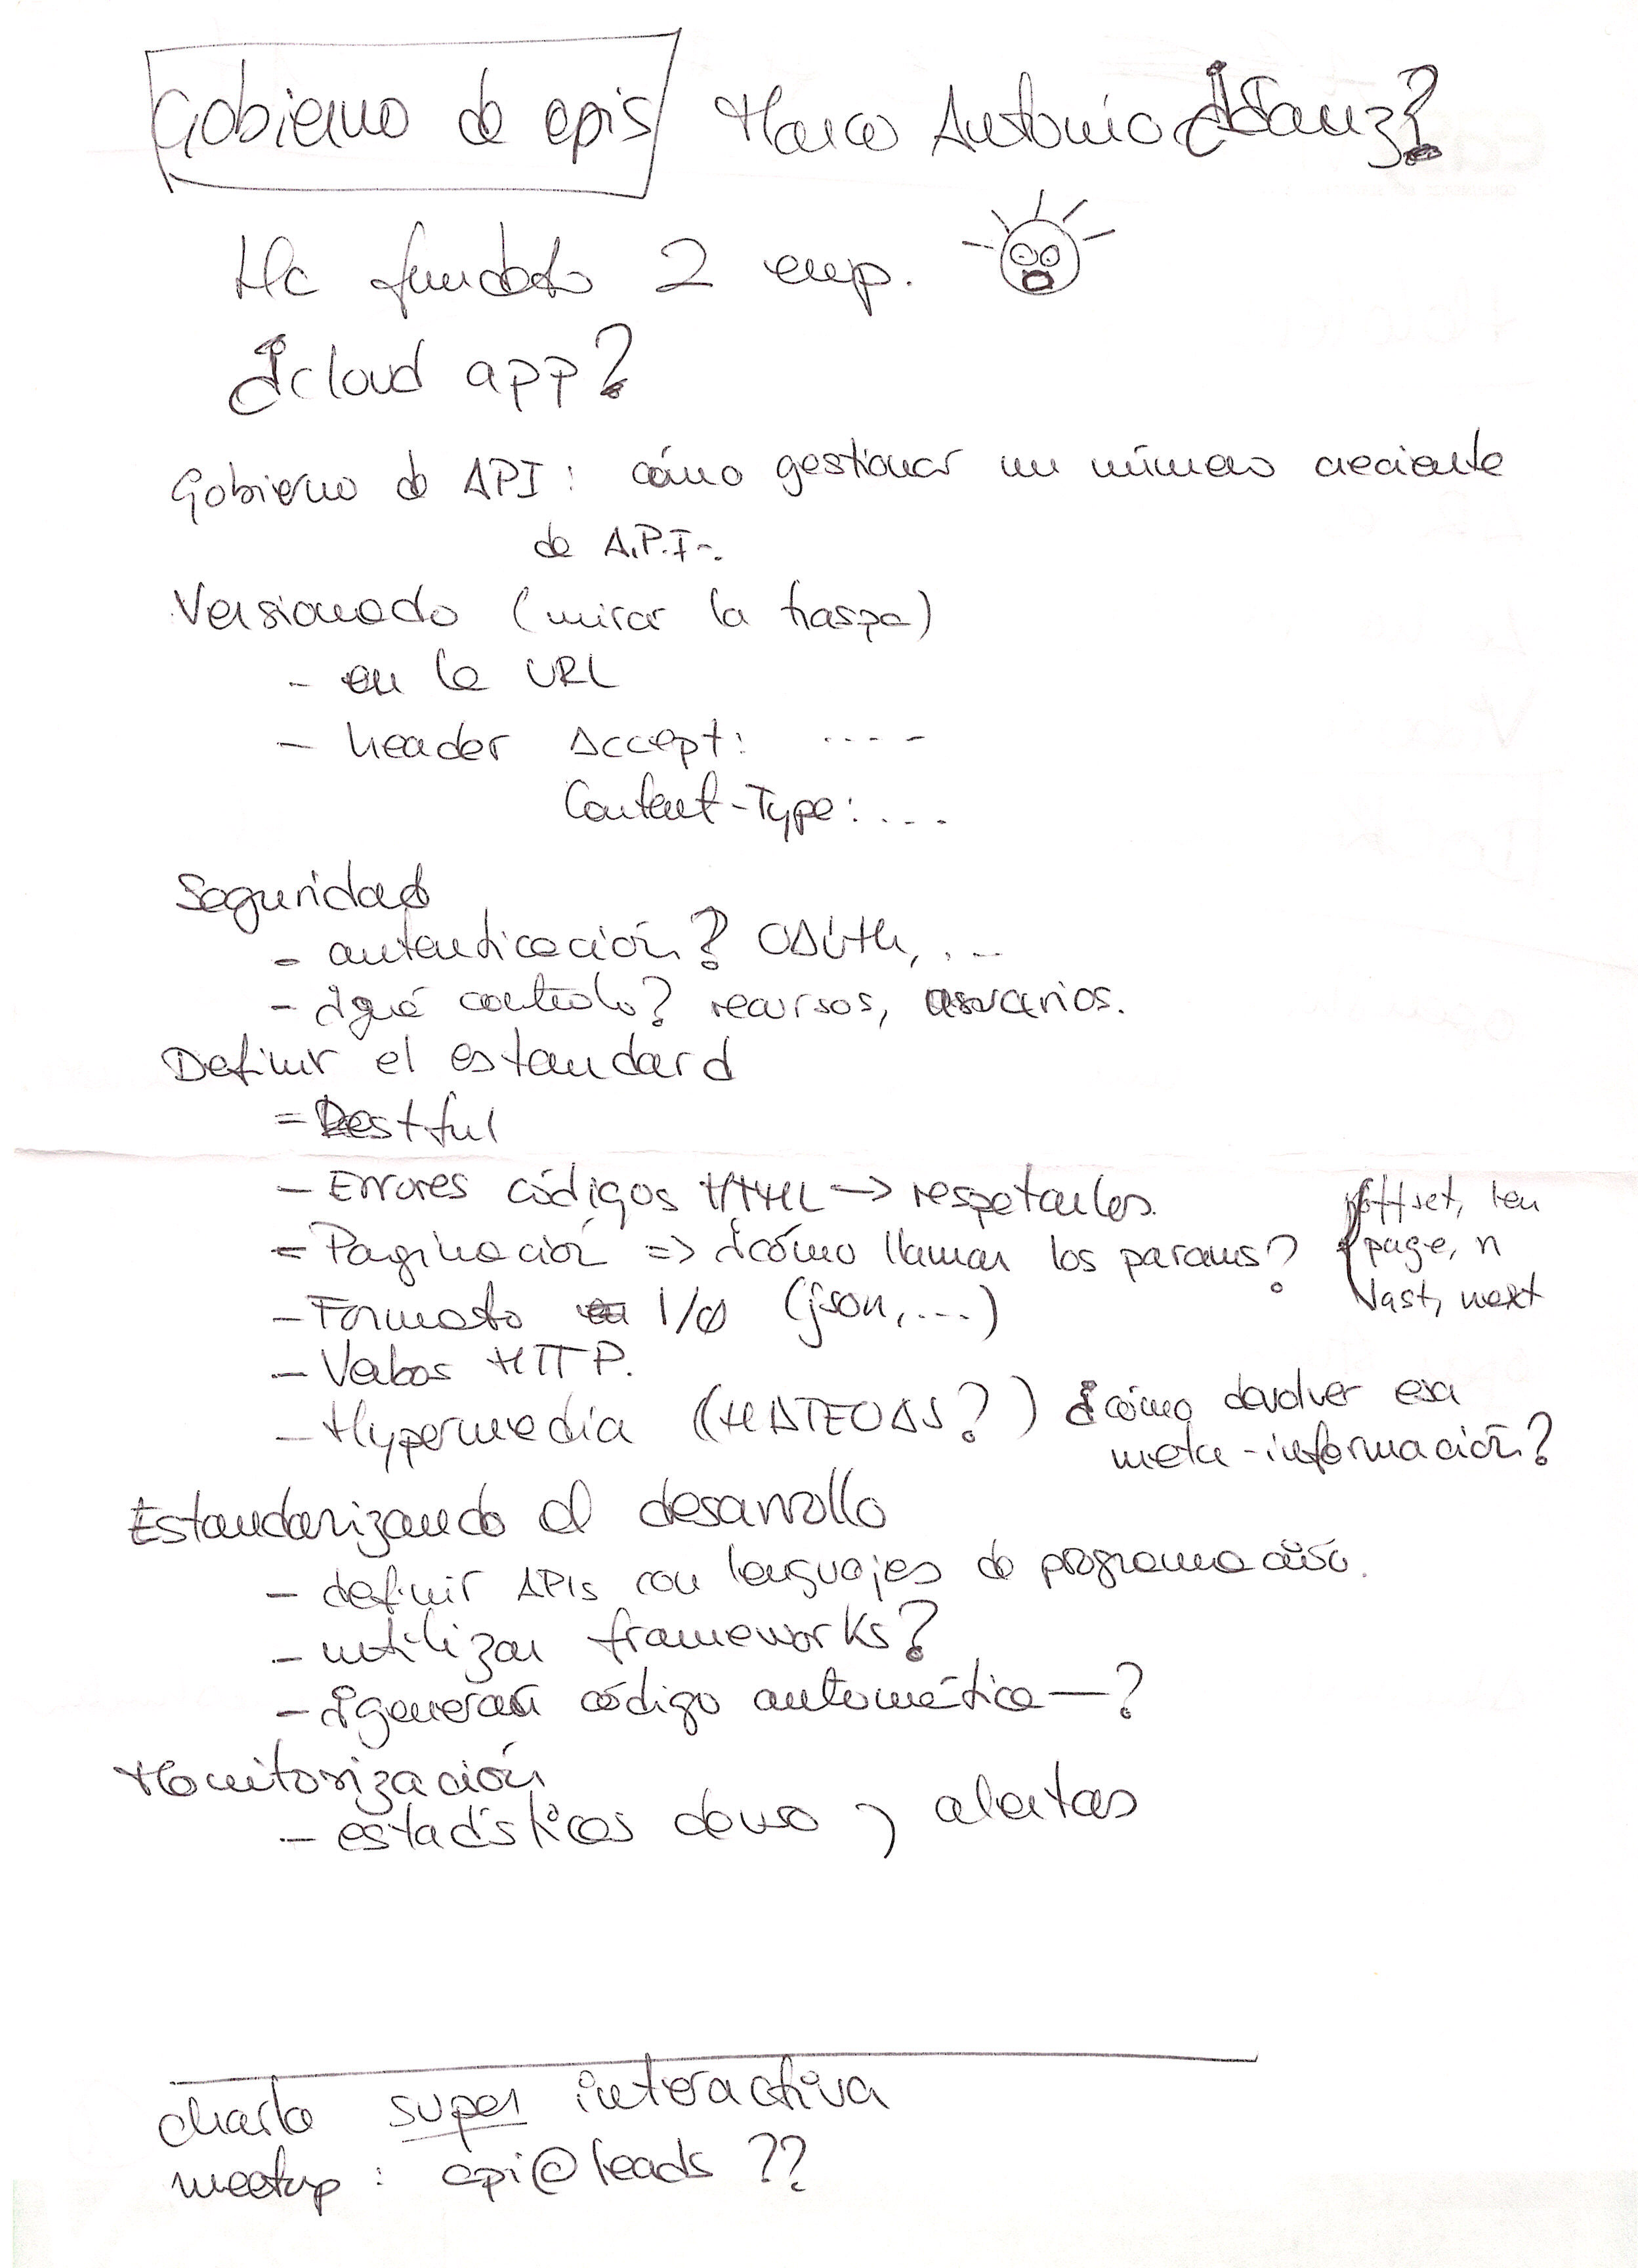 Gobierno de apis Marco Antonio ¿Sanz?
Ha fundado 2 emp.
¿cloud app?
Gobierno de API: cómo gestionar un número creciente
de A.P.I-.
Versionado (mirar la traspa)
- en la URL
- header Accept: ....
Content-Type: ....
Seguridad
- autenticación? OAuth, ...
- ¿qué controlo? recursos, usuarios.
Definir el estandard
- Restful
- Errores códigos HTML -> respetarlos.
- Paginación => ¿cómo llamar los params? offset, len
page, n
last, next
- Formato I/O (json, ...)
- Verbos HTTP.
- Hypermedia (HATEOAS?) ¿cómo devolver esa
meta-información?
Estandarizando el desarrollo
- definir APIs con lenguajes de programación.
- utilizar frameworks?
- ¿generar código automática—?
Monitorización
- estadísticas de uso y alertas
charla super interactiva
meetup: api@leads ??